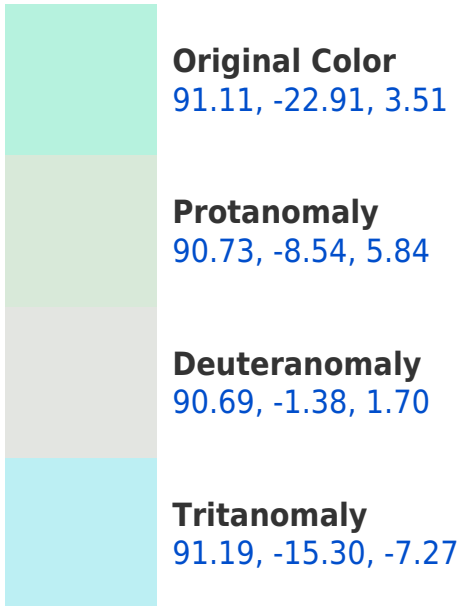 Original Color
91.11, -22.91, 3.51
Protanomaly
90.73, -8.54, 5.84
Deuteranomaly
90.69, -1.38, 1.70
Tritanomaly
91.19, -15.30, -7.27